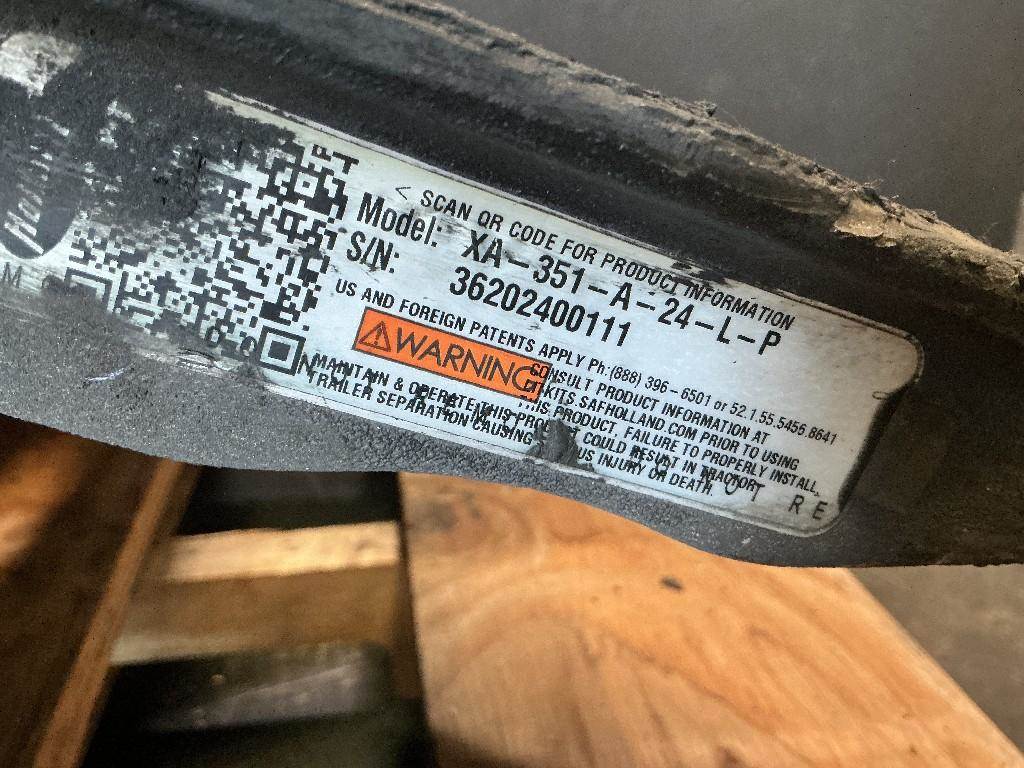 < SCAN QR CODE FOR PRODUCT INFORMATION
Model: XA-351-A-24-L-P
S/N: 36202400111
US AND FOREIGN PATENTS APPLY Ph:(888) 396-6501 or 52.1.55.5456.8641
WARNING
CONSULT PRODUCT INFORMATION AT
KITS.SAFHOLLAND.COM PRIOR TO USING
THIS PRODUCT. FAILURE TO PROPERLY INSTALL,
MAINTAIN & OPERATE THIS COULD RESULT IN TRACTOR
TRAILER SEPARATION CAUSING INJURY OR DEATH.